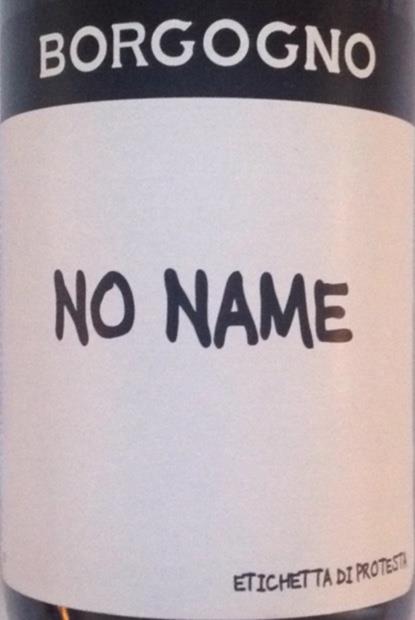 BORGOGNO
NO NAME
ETICHETTA DI PROTESTA